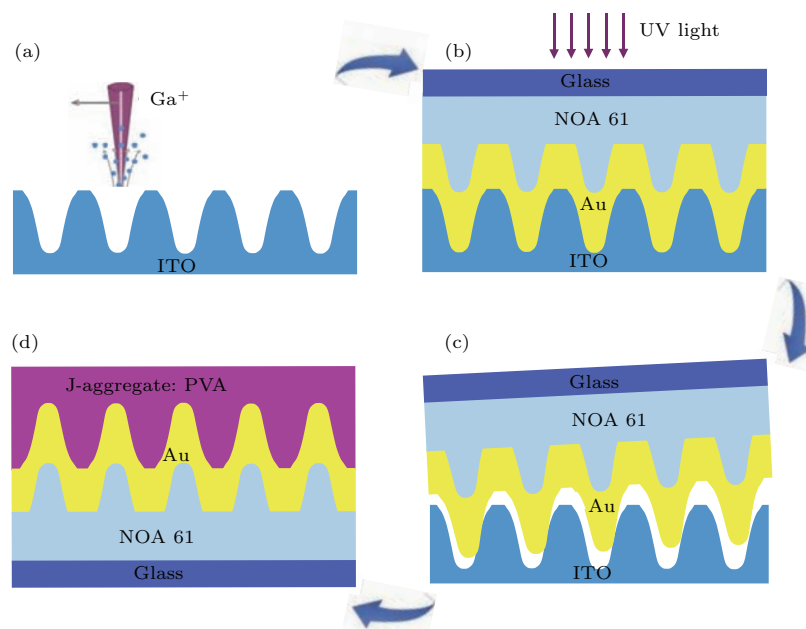 (a)
Ga⁺
ITO
UV light
(b)
Glass
NOA 61
Au
ITO
(d)
J-aggregate: PVA
Au
NOA 61
Glass
(c)
Glass
NOA 61
Au
ITO